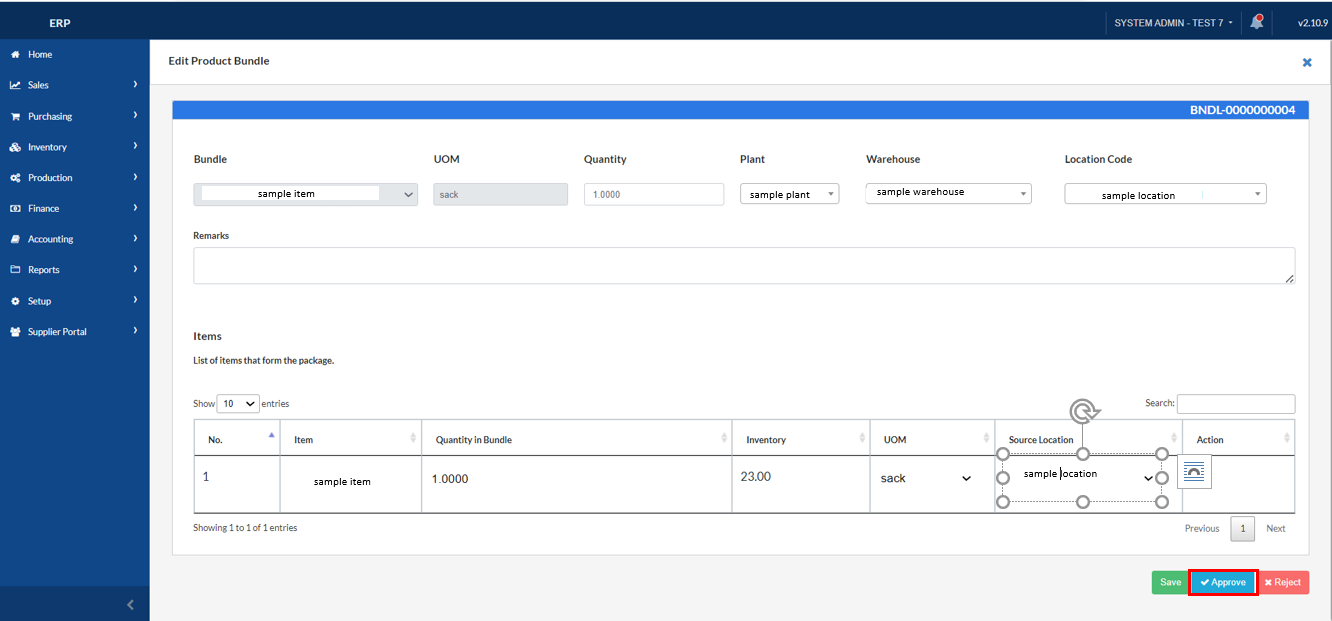 ERP
SYSTEM ADMIN - TEST 7
v2.10.9
Home
Sales
Purchasing
Inventory
Production
Finance
Accounting
Reports
Setup
Supplier Portal
Edit Product Bundle
BNDL-0000000004
Bundle UOM Quantity Plant Warehouse Location Code
sample item sack 1.0000 sample plant sample warehouse sample location
Remarks
Items
List of items that form the package.
Show 10 entries Search:
No. Item Quantity in Bundle Inventory UOM Source Location Action
1 sample item 1.0000 23.00 sack sample location
Showing 1 to 1 of 1 entries Previous 1 Next
Save Approve Reject